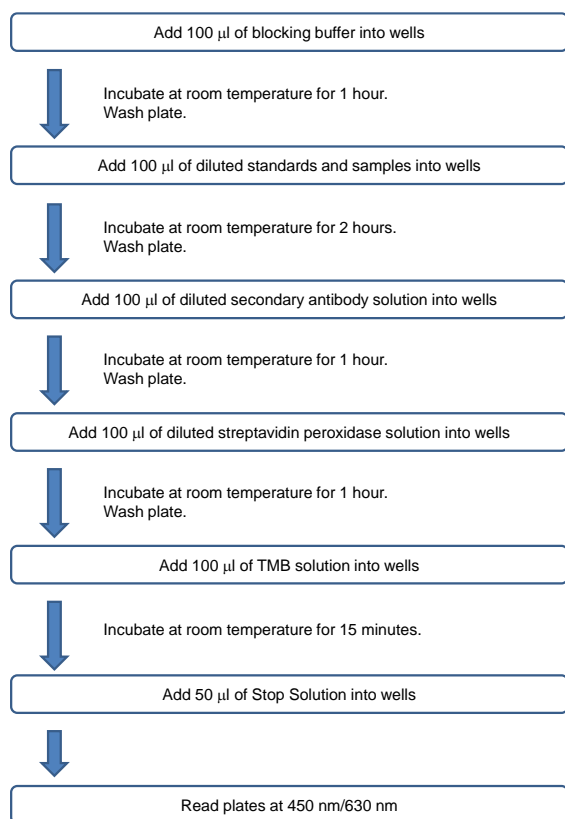 Add 100 μl of blocking buffer into wells
Incubate at room temperature for 1 hour.
Wash plate.
Add 100 μl of diluted standards and samples into wells
Incubate at room temperature for 2 hours.
Wash plate.
Add 100 μl of diluted secondary antibody solution into wells
Incubate at room temperature for 1 hour.
Wash plate.
Add 100 μl of diluted streptavidin peroxidase solution into wells
Incubate at room temperature for 1 hour.
Wash plate.
Add 100 μl of TMB solution into wells
Incubate at room temperature for 15 minutes.
Add 50 μl of Stop Solution into wells
Read plates at 450 nm/630 nm